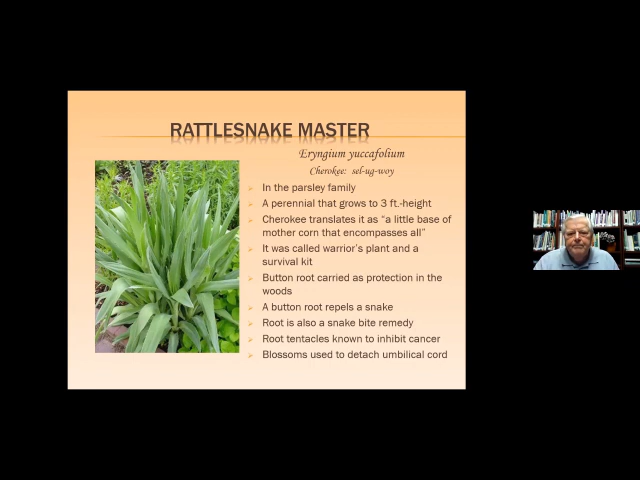 RATTLESNAKE MASTER
Eryngium yuccafolium
Cherokee: sel-ug-woy
In the parsley family
A perennial that grows to 3 ft.-height
Cherokee translates it as “a little base of
mother corn that encompasses all”
It was called warrior’s plant and a
survival kit
Button root carried as protection in the
woods
A button root repels a snake
Root is also a snake bite remedy
Root tentacles known to inhibit cancer
Blossoms used to detach umbilical cord